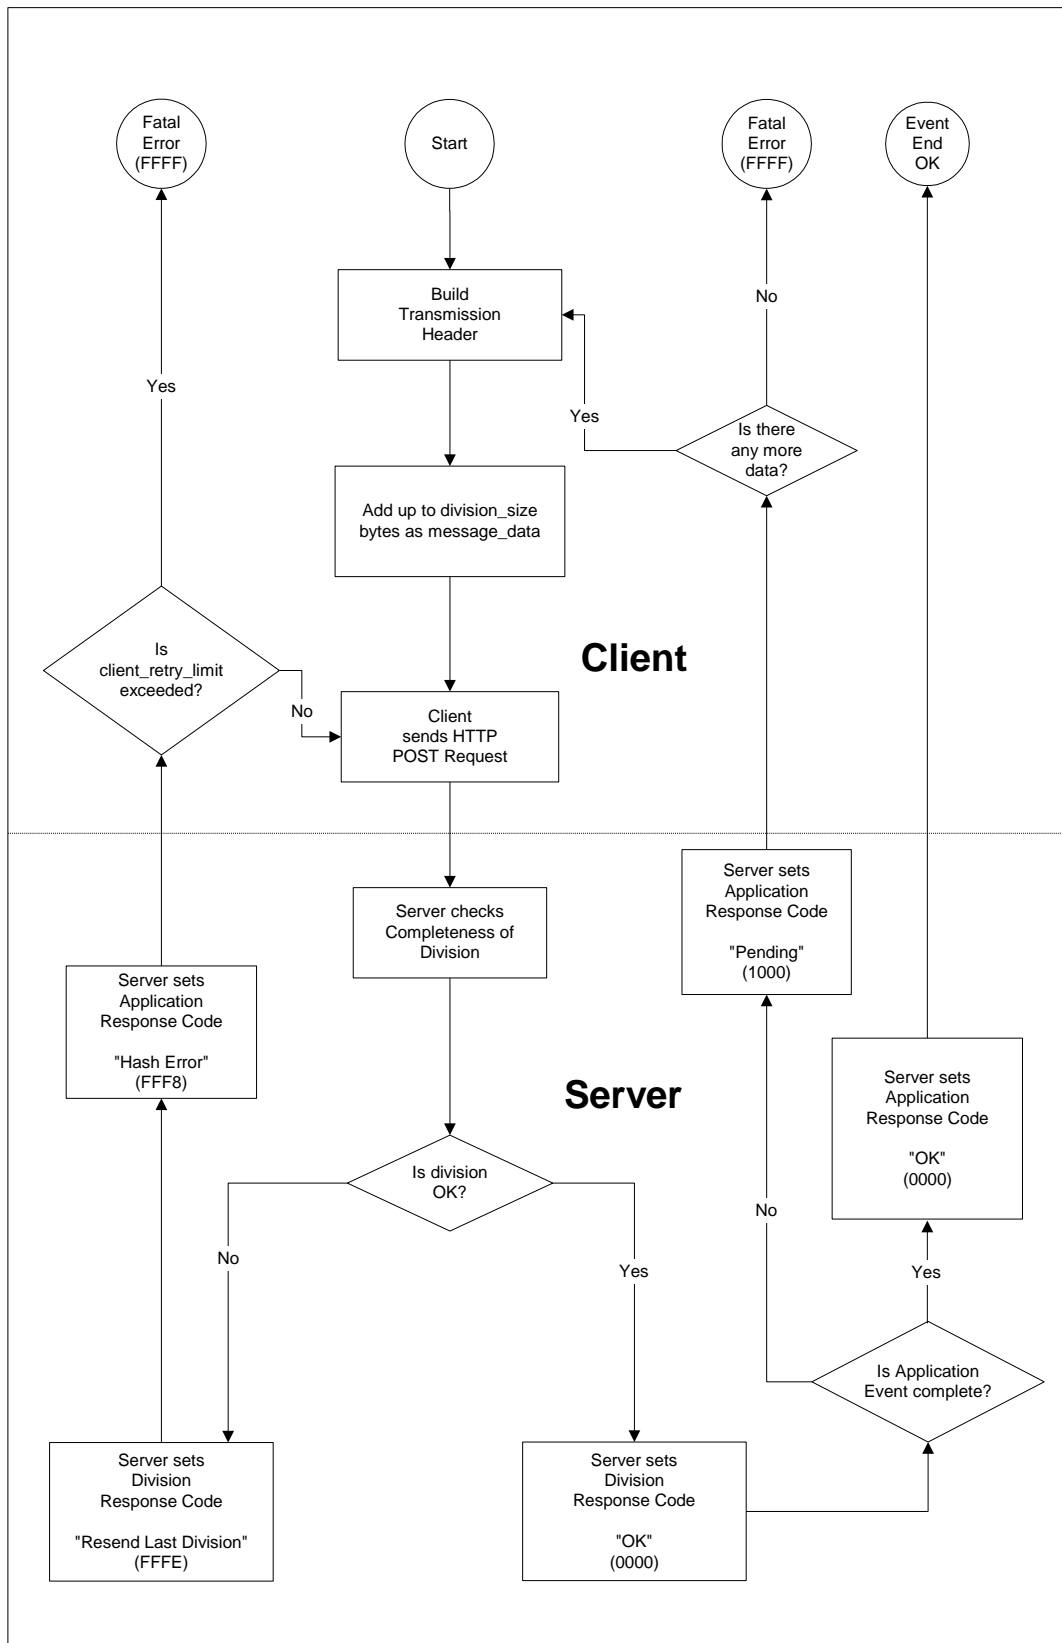 Fatal
Error
(FFFF)
Start
Fatal
Error
(FFFF)
Event
End
OK
Build
Transmission
Header
No
Yes
Yes
Is there
any more
data?
Add up to division_size
bytes as message_data
Is
client_retry_limit
exceeded?
Client
No
Client
sends HTTP
POST Request
Server sets
Application
Response Code
"Pending"
(1000)
Server checks
Completeness of
Division
Server sets
Application
Response Code
"Hash Error"
(FFF8)
Server
Server sets
Application
Response Code
"OK"
(0000)
Is division
OK?
No
No
Yes
Yes
Is Application
Event complete?
Server sets
Division
Response Code
"Resend Last Division"
(FFFE)
Server sets
Division
Response Code
"OK"
(0000)